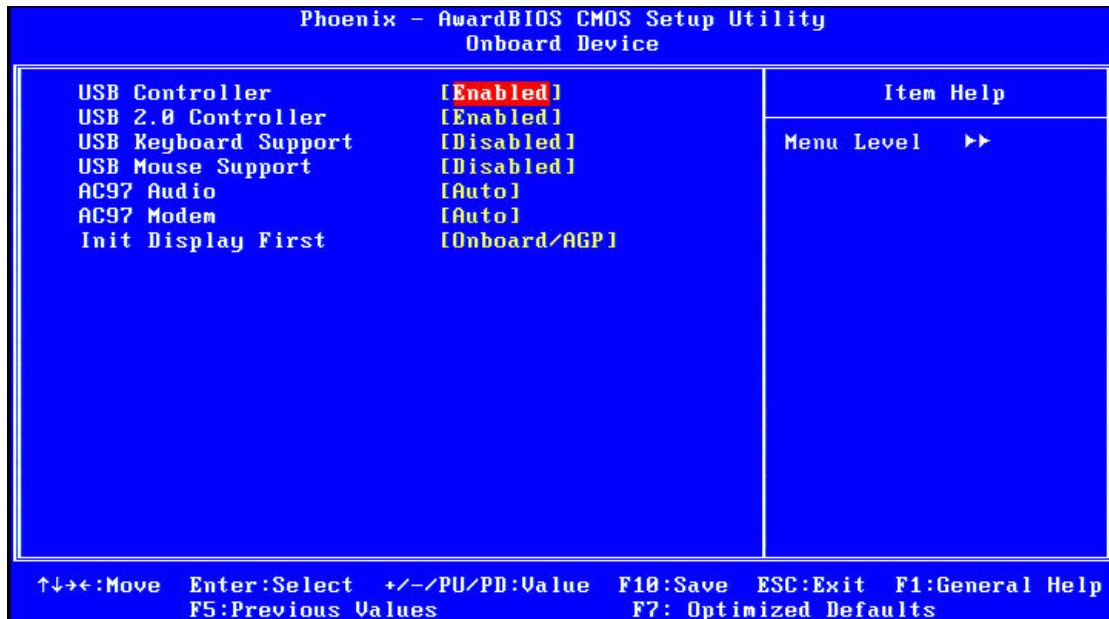 Phoenix - AwardBIOS CMOS Setup Utility
Onboard Device
USB Controller [Enabled]
USB 2.0 Controller [Enabled]
USB Keyboard Support [Disabled]
USB Mouse Support [Disabled]
AC97 Audio [Auto]
AC97 Modem [Auto]
Init Display First [Onboard/AGP]
Item Help
Menu Level ►►
↑↓→←:Move Enter:Select +/-/PU/PD:Value F10:Save ESC:Exit F1:General Help
F5:Previous Values F7: Optimized Defaults